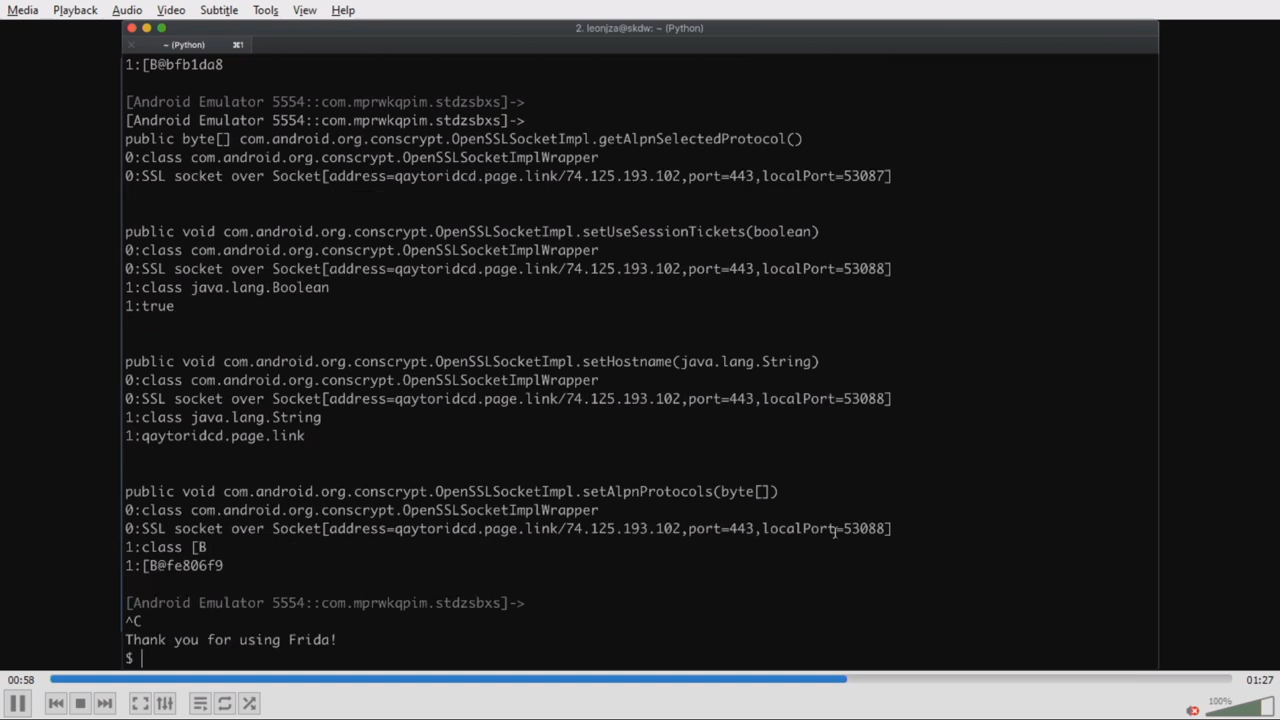 Media Playback Audio Video Subtitle Tools View Help
2. leonjza@skdw: ~ (Python)
~ (Python) ⌘1
1:[B@bfb1da8
[Android Emulator 5554::com.mprwkqpim.stdzsbxs]->
[Android Emulator 5554::com.mprwkqpim.stdzsbxs]->
public byte[] com.android.org.conscrypt.OpenSSLSocketImpl.getAlpnSelectedProtocol()
0:class com.android.org.conscrypt.OpenSSLSocketImplWrapper
0:SSL socket over Socket[address=qaytoridcd.page.link/74.125.193.102,port=443,localPort=53087]
public void com.android.org.conscrypt.OpenSSLSocketImpl.setUseSessionTickets(boolean)
0:class com.android.org.conscrypt.OpenSSLSocketImplWrapper
0:SSL socket over Socket[address=qaytoridcd.page.link/74.125.193.102,port=443,localPort=53088]
1:class java.lang.Boolean
1:true
public void com.android.org.conscrypt.OpenSSLSocketImpl.setHostname(java.lang.String)
0:class com.android.org.conscrypt.OpenSSLSocketImplWrapper
0:SSL socket over Socket[address=qaytoridcd.page.link/74.125.193.102,port=443,localPort=53088]
1:class java.lang.String
1:qaytoridcd.page.link
public void com.android.org.conscrypt.OpenSSLSocketImpl.setAlpnProtocols(byte[])
0:class com.android.org.conscrypt.OpenSSLSocketImplWrapper
0:SSL socket over Socket[address=qaytoridcd.page.link/74.125.193.102,port=443,localPort=53088]
1:class [B
1:[B@fe806f9
[Android Emulator 5554::com.mprwkqpim.stdzsbxs]->
^C
Thank you for using Frida!
$
00:58 01:27
100%